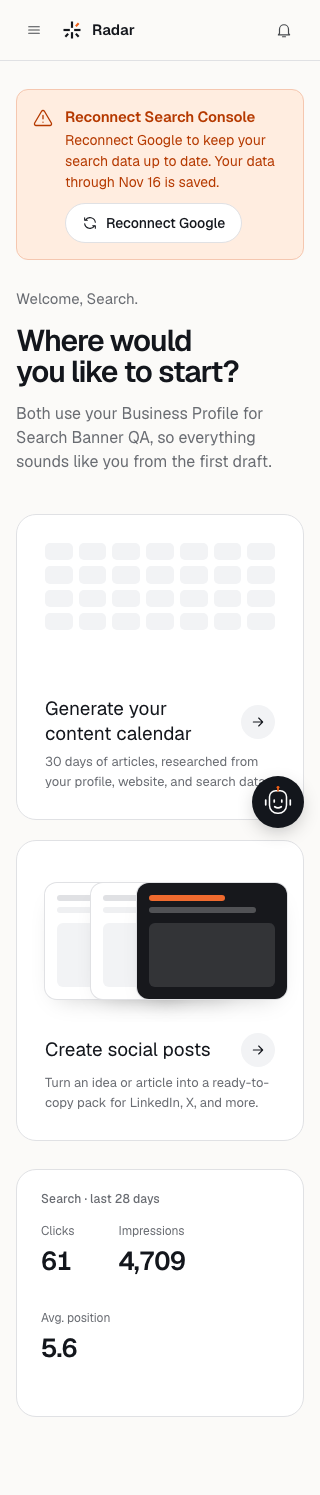 Radar
Reconnect Search Console
Reconnect Google to keep your
search data up to date. Your data
through Nov 16 is saved.
Reconnect Google
Welcome, Search.
Where would
you like to start?
Both use your Business Profile for
Search Banner QA, so everything
sounds like you from the first draft.
Generate your
content calendar
30 days of articles, researched from
your profile, website, and search data
Create social posts
Turn an idea or article into a ready-to-
copy pack for LinkedIn, X, and more.
Search · last 28 days
Clicks
Impressions
61
4,709
Avg. position
5.6